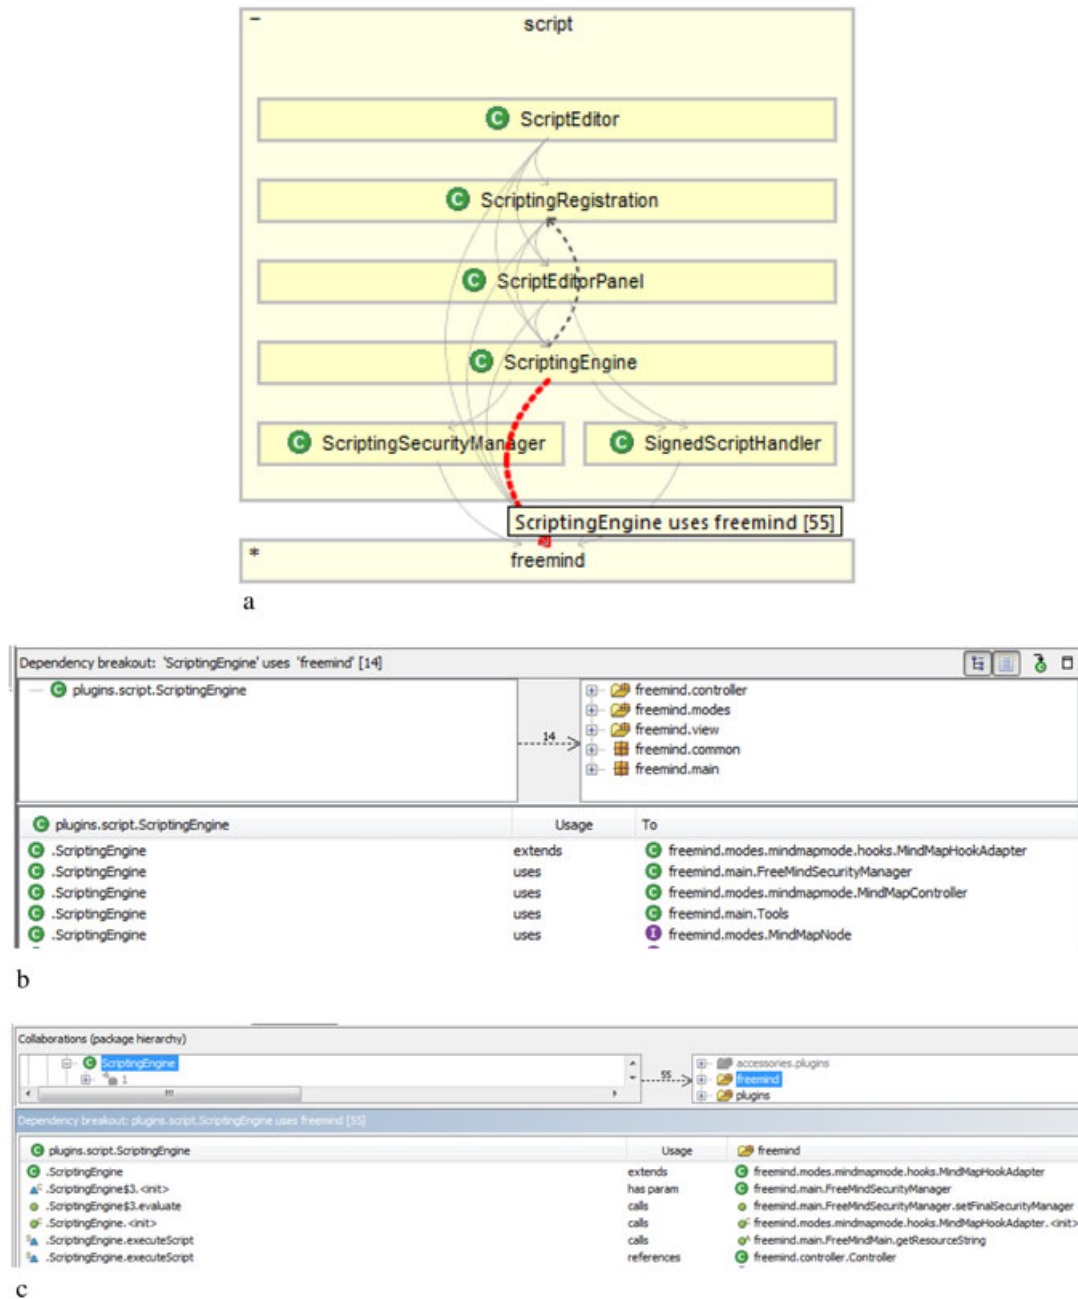 script
C ScriptEditor
C ScriptingRegistration
C ScriptEditorPanel
C ScriptingEngine
C ScriptingSecurityManager C SignedScriptHandler
ScriptingEngine uses freemind [55]
* freemind
a
Dependency breakout: 'ScriptingEngine' uses 'freemind' [14]
C plugins.script.ScriptingEngine
14
freemind.controller
freemind.modes
freemind.view
freemind.common
freemind.main
C plugins.script.ScriptingEngine Usage To
C .ScriptingEngine extends C freemind.modes.mindmapmode.hooks.MindMapHookAdapter
C .ScriptingEngine uses C freemind.main.FreeMindSecurityManager
C .ScriptingEngine uses C freemind.modes.mindmapmode.MindMapController
C .ScriptingEngine uses C freemind.main.Tools
C .ScriptingEngine uses I freemind.modes.MindMapNode
b
Collaborations (package hierarchy)
C ScriptingEngine
1
55
accessories.plugins
freemind
plugins
Dependency breakout: plugins.script.ScriptingEngine uses freemind [55]
C plugins.script.ScriptingEngine Usage freemind
C .ScriptingEngine extends C freemind.modes.mindmapmode.hooks.MindMapHookAdapter
C .ScriptingEngine$3.<init> has param C freemind.main.FreeMindSecurityManager
.ScriptingEngine$3.evaluate calls freemind.main.FreeMindSecurityManager.setFinalSecurityManager
C .ScriptingEngine.<init> calls C freemind.modes.mindmapmode.hooks.MindMapHookAdapter.<init>
S .ScriptingEngine.executeScript calls A freemind.main.FreeMindMain.getResourceString
S .ScriptingEngine.executeScript references C freemind.controller.Controller
c